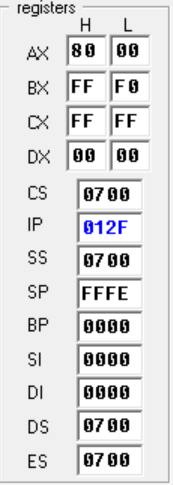 registers
H L
AX 80 00
BX FF F0
CX FF FF
DX 00 00
CS 0700
IP 012F
SS 0700
SP FFFE
BP 0000
SI 0000
DI 0000
DS 0700
ES 0700